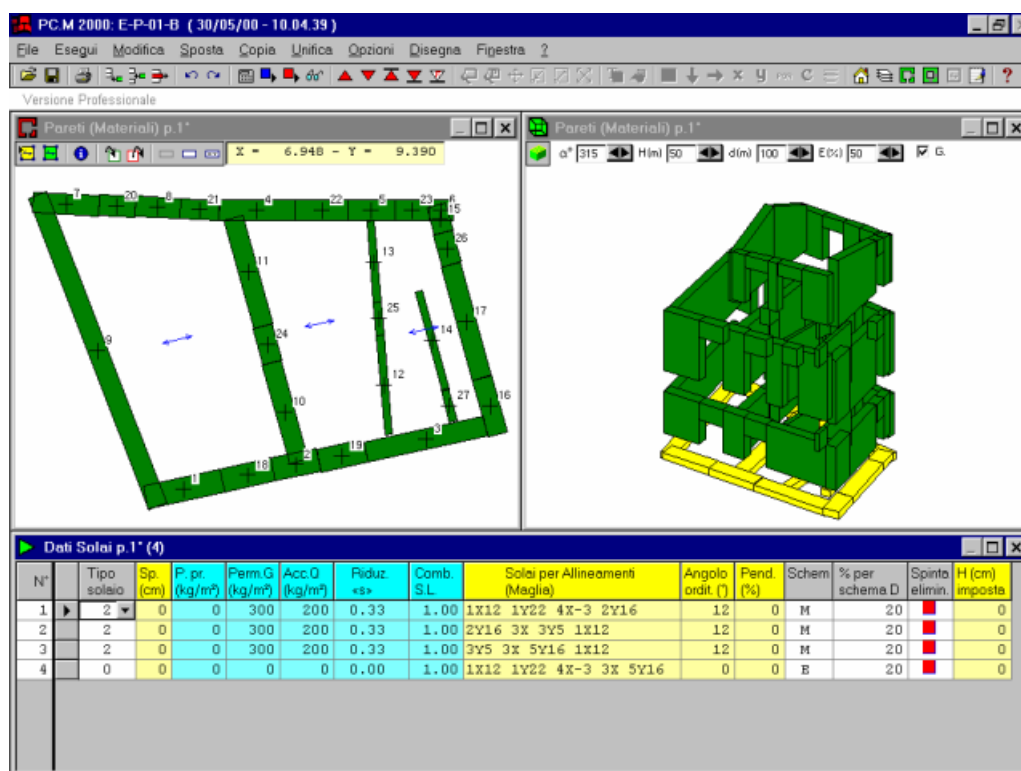 PC.M 2000: E-P-01-B ( 30/05/00 - 10.04.39 )
File Esegui Modifica Sposta Copia Unifica Opzioni Disegna Finestra ?
x y C ?
Versione Professionale
Pareti (Materiali) p.1°
X = 6.948 - Y = 9.390
7 20 8 21 4 22 5 23 6
15
26
13
11
25
17
24
14
9
12
10
27
16
3
19
2
18
1
Pareti (Materiali) p.1°
α° 315 H(m) 50 d(m) 100 E(%) 50 G.
Dati Solai p.1° (4)
N° Tipo solaio Sp. (cm) P. pr. (kg/m²) Perm.G (kg/m²) Acc.Q (kg/m²) Riduz. «s» Comb. S.L. Solai per Allineamenti (Maglia) Angolo ordit. (°) Pend. (%) Schem % per schema D Spinta elimin. H (cm) imposta
1 2 0 0 300 200 0.33 1.00 1X12 1Y22 4X-3 2Y16 12 0 M 20 0
2 2 0 0 300 200 0.33 1.00 2Y16 3X 3Y5 1X12 12 0 M 20 0
3 2 0 0 300 200 0.33 1.00 3Y5 3X 5Y16 1X12 12 0 M 20 0
4 0 0 0 0 0 0.00 1.00 1X12 1Y22 4X-3 3X 5Y16 0 0 E 20 0